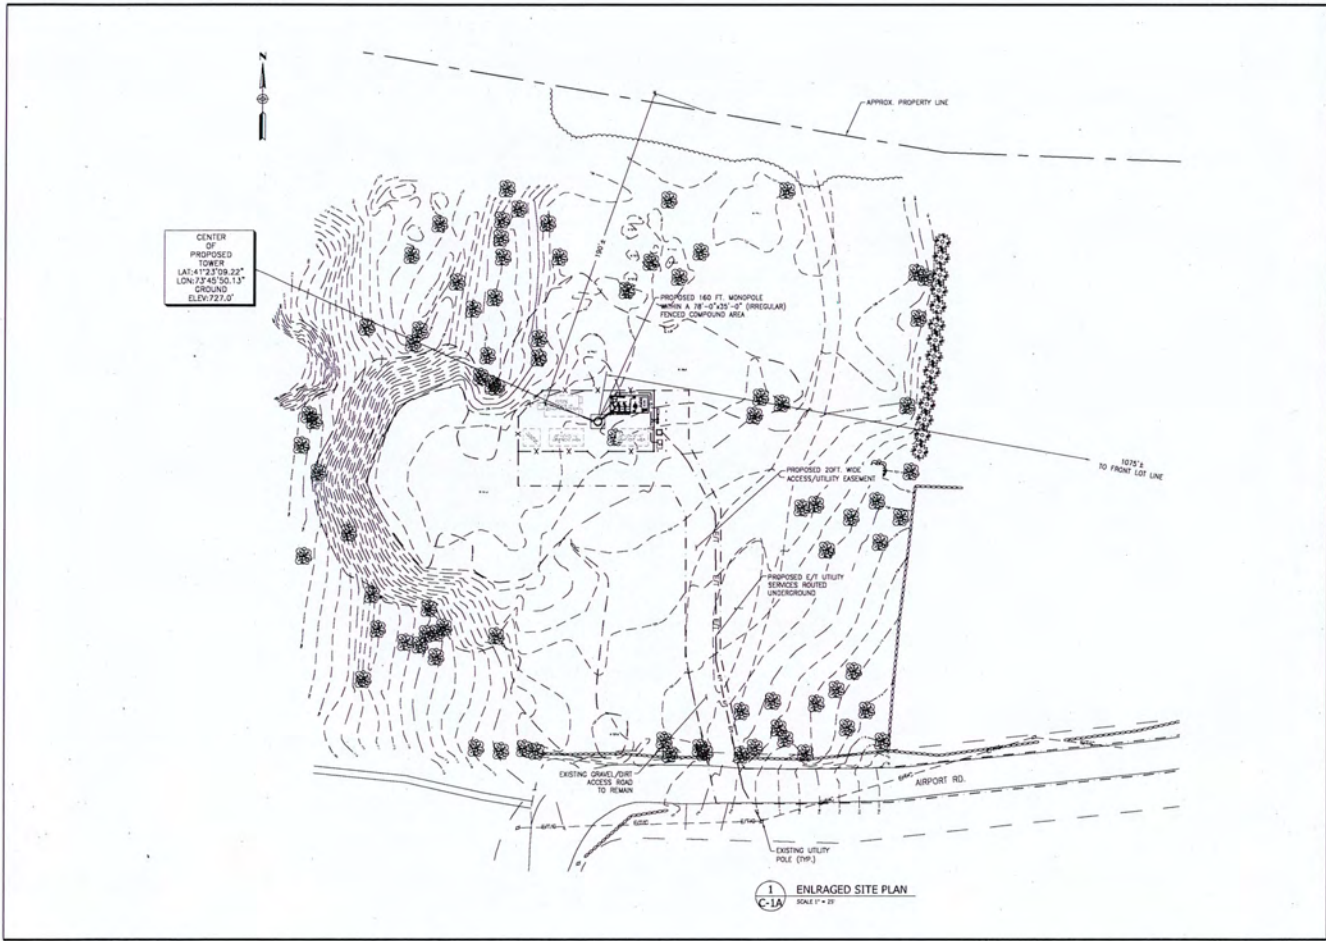 N
APPROX. PROPERTY LINE
CENTER
OF
PROPOSED
TOWER
LAT:41°23'09.22"
LON:73°45'50.13"
GROUND
ELEV:727.0'
190'±
PROPOSED 160 FT. MONOPOLE
WITHIN A 78'-0"x35'-0" (IRREGULAR)
FENCED COMPOUND AREA
1075'±
TO FRONT LOT LINE
PROPOSED 20FT. WIDE
ACCESS/UTILITY EASEMENT
PROPOSED E/T UTILITY
SERVICES ROUTED
UNDERGROUND
EXISTING GRAVEL/DIRT
ACCESS ROAD
TO REMAIN
AIRPORT RD.
EXISTING UTILITY
POLE (TYP.)
1
C-1A
ENLRAGED SITE PLAN